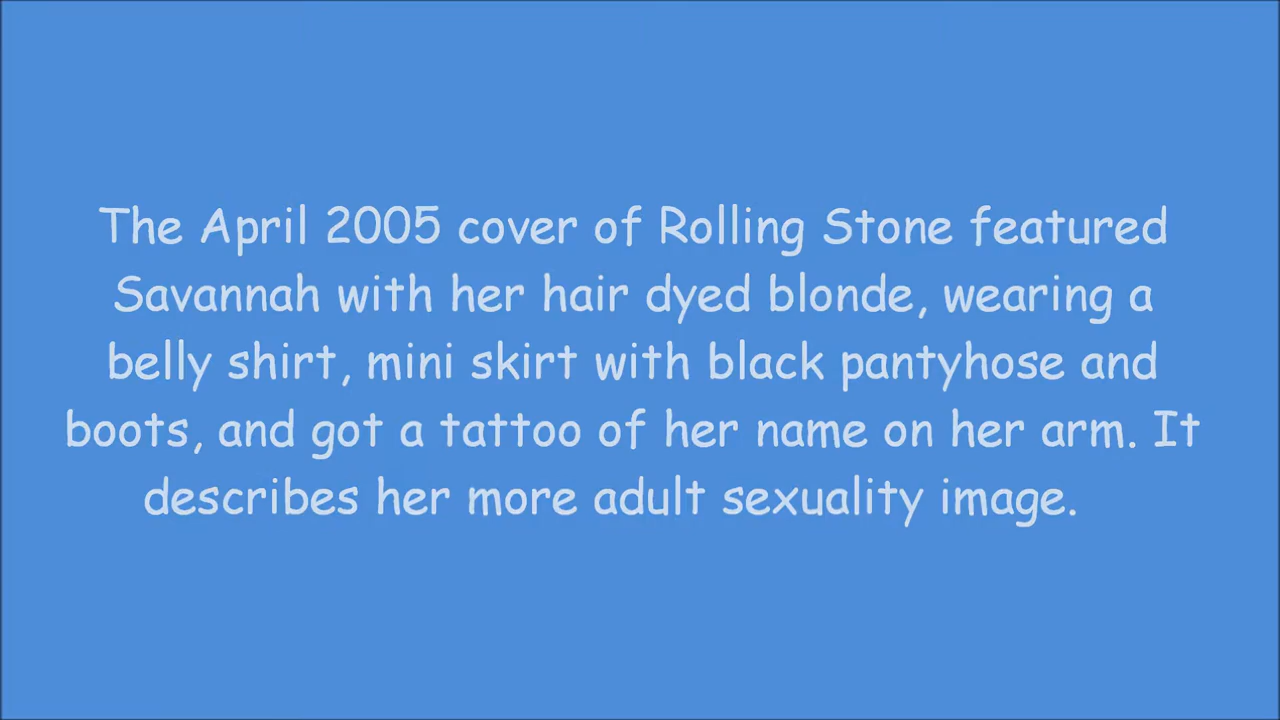 The April 2005 cover of Rolling Stone featured
Savannah with her hair dyed blonde, wearing a
belly shirt, mini skirt with black pantyhose and
boots, and got a tattoo of her name on her arm. It
describes her more adult sexuality image.